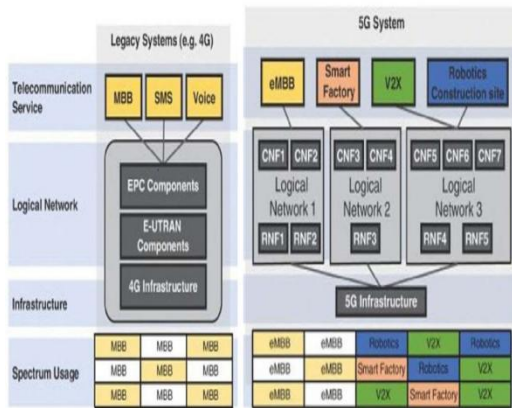 Legacy Systems (e.g. 4G)
5G System
Telecommunication
Service
MBB SMS Voice
eMBB Smart
Factory V2X Robotics
Construction site
Logical Network
EPC Components
E-UTRAN
Components
4G Infrastructure
CNF1 CNF2
Logical
Network 1
RNF1 RNF2
CNF3 CNF4
Logical
Network 2
RNF3
CNF5 CNF6 CNF7
Logical
Network 3
RNF4 RNF5
Infrastructure
5G Infrastructure
Spectrum Usage
MBB MBB MBB
MBB MBB MBB
MBB MBB MBB
eMBB eMBB Robotics V2X Robotics
eMBB eMBB Smart Factory Robotics V2X
eMBB V2X Smart Factory V2X